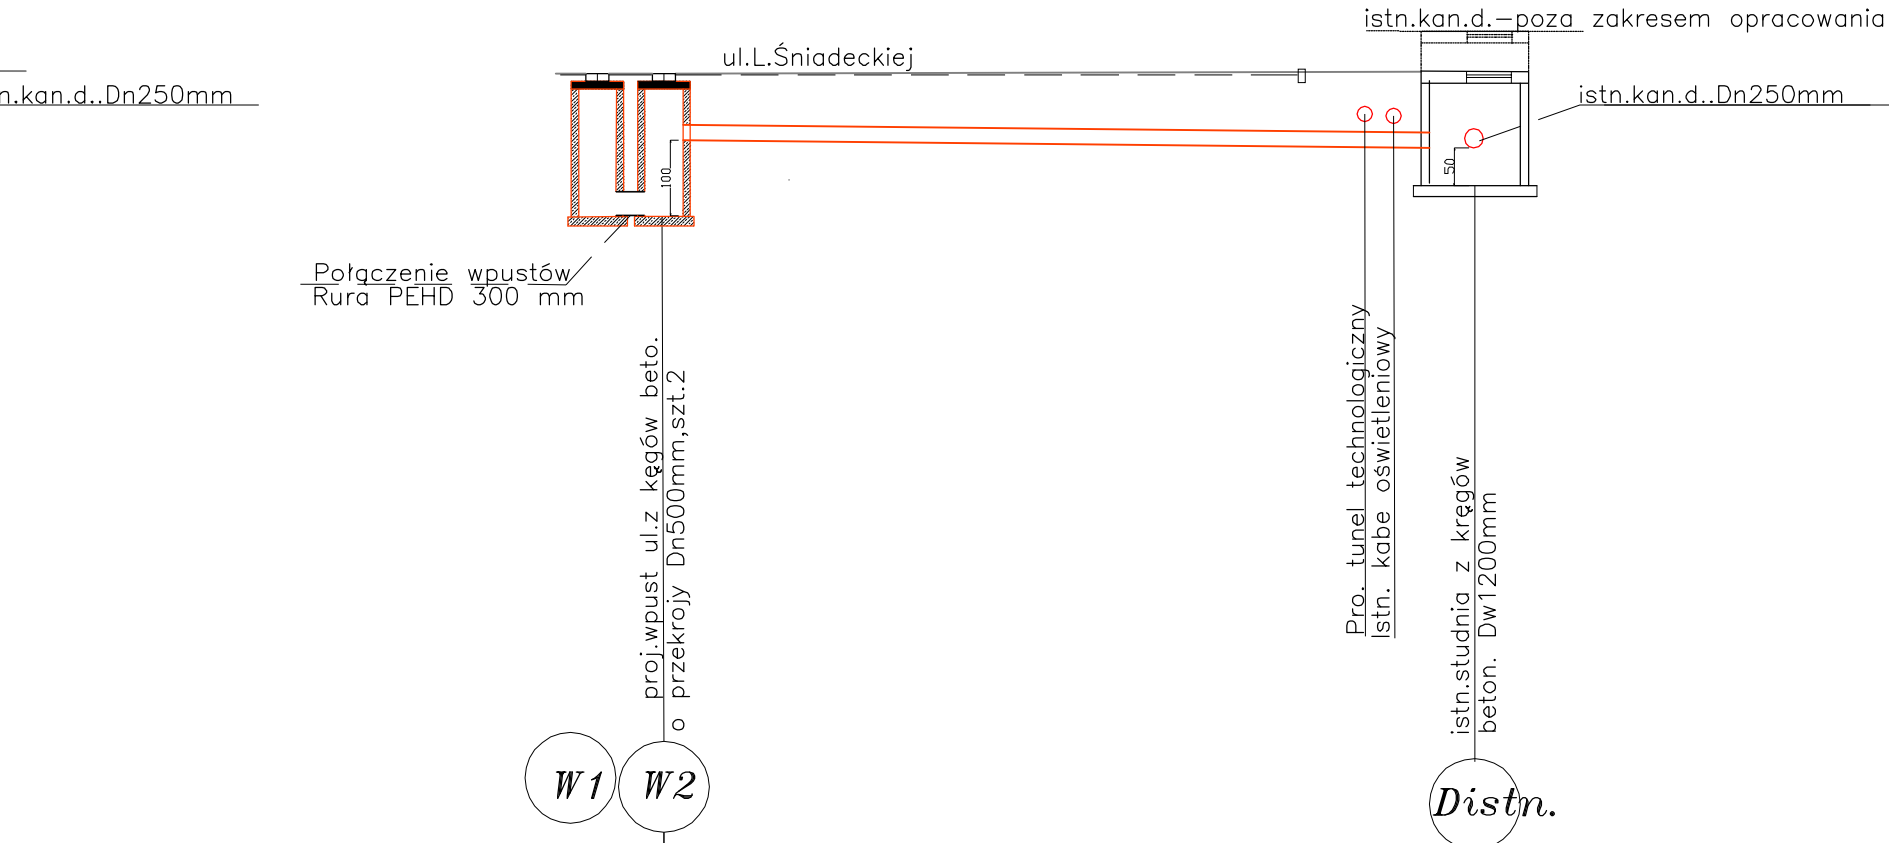 istn.kan.d.-poza zakresem opracowania
ul.L.Śniadeckiej
n.kan.d..Dn250mm
istn.kan.d..Dn250mm
100
50
Połączenie wpustów
Rura PEHD 300 mm
proj.wpust ul.z kęgów beto.
o przekrojy Dn500mm,szt.2
Pro. tunel technologiczny
Istn. kabe oświetleniowy
istn.studnia z kręgów
beton. Dw1200mm
W1
W2
Distn.